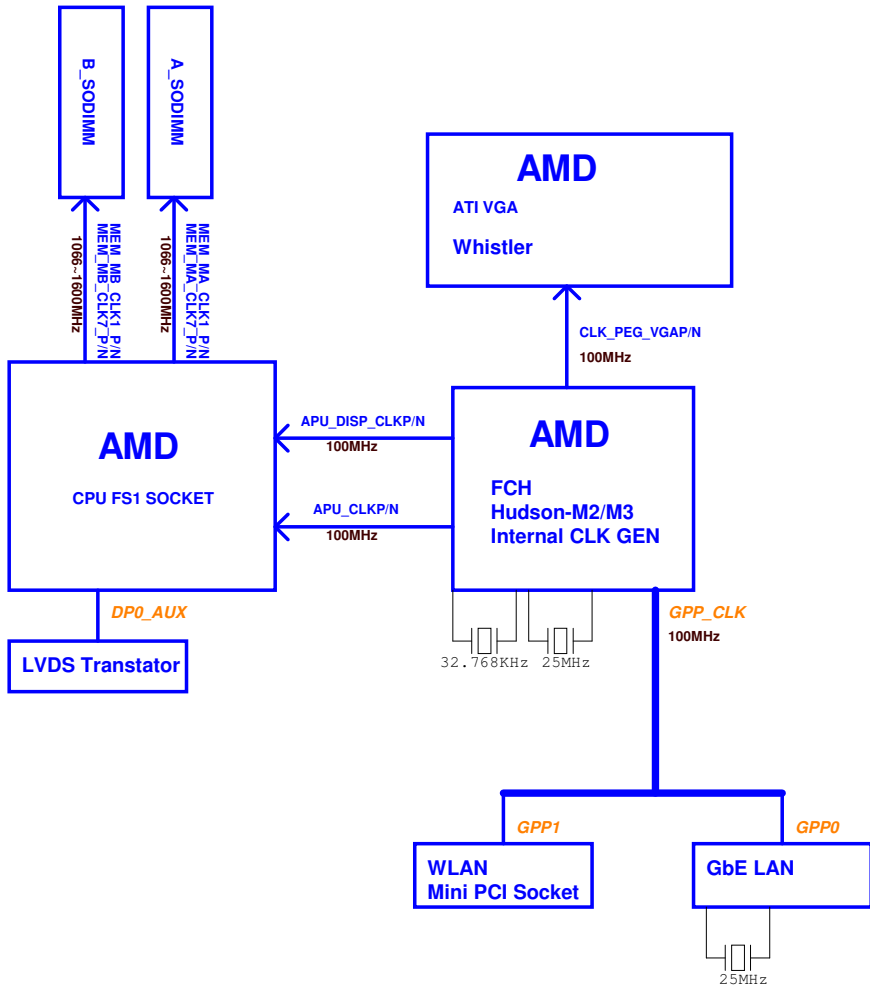 B_SODIMM
A_SODIMM
MEM_MB_CLK1_P/N
MEM_MB_CLK7_P/N
1066~1600MHz
MEM_MA_CLK1_P/N
MEM_MA_CLK7_P/N
1066~1600MHz
AMD
ATI VGA
Whistler
CLK_PEG_VGAP/N
100MHz
AMD
CPU FS1 SOCKET
APU_DISP_CLKP/N
100MHz
APU_CLKP/N
100MHz
AMD
FCH
Hudson-M2/M3
Internal CLK GEN
DP0_AUX
LVDS Transtator
32.768KHz
25MHz
GPP_CLK
100MHz
GPP1
GPP0
WLAN
Mini PCI Socket
GbE LAN
25MHz